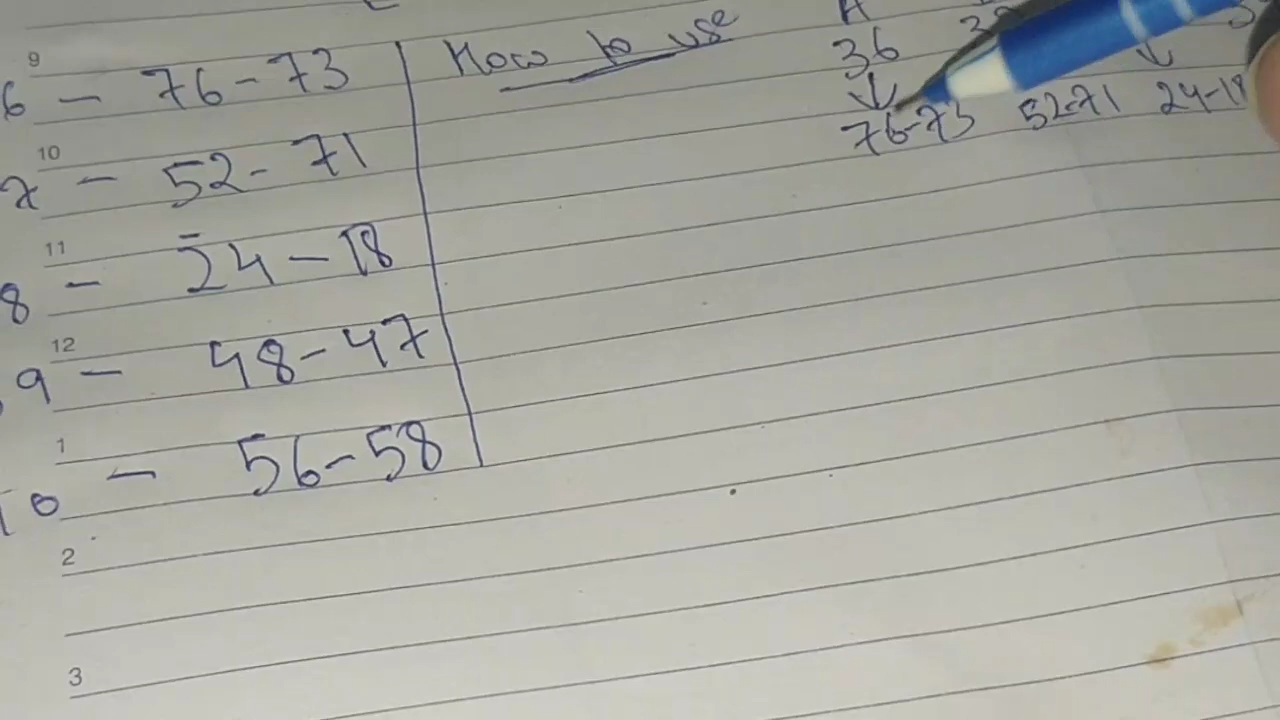 9
6 - 76-73
How to use
A
36
↓
↓
76-73 52-71 24-18
10
7 - 52-71
11
8 - 24-18
12
9 - 48-47
1
10 - 56-58
2
3